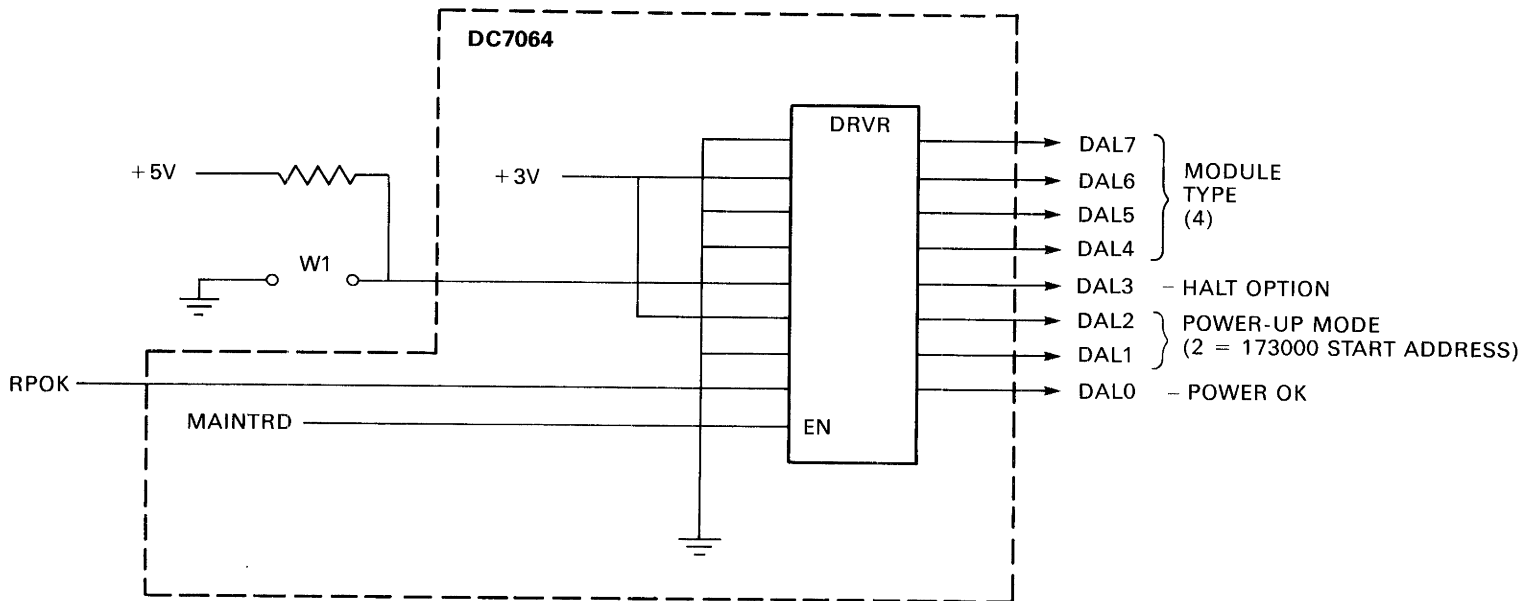 DC7064
DRVR
+5V
+3V
W1
RPOK
MAINTRD
EN
DAL7
DAL6
DAL5
DAL4
MODULE
TYPE
(4)
DAL3 – HALT OPTION
DAL2
DAL1
POWER-UP MODE
(2 = 173000 START ADDRESS)
DAL0 – POWER OK